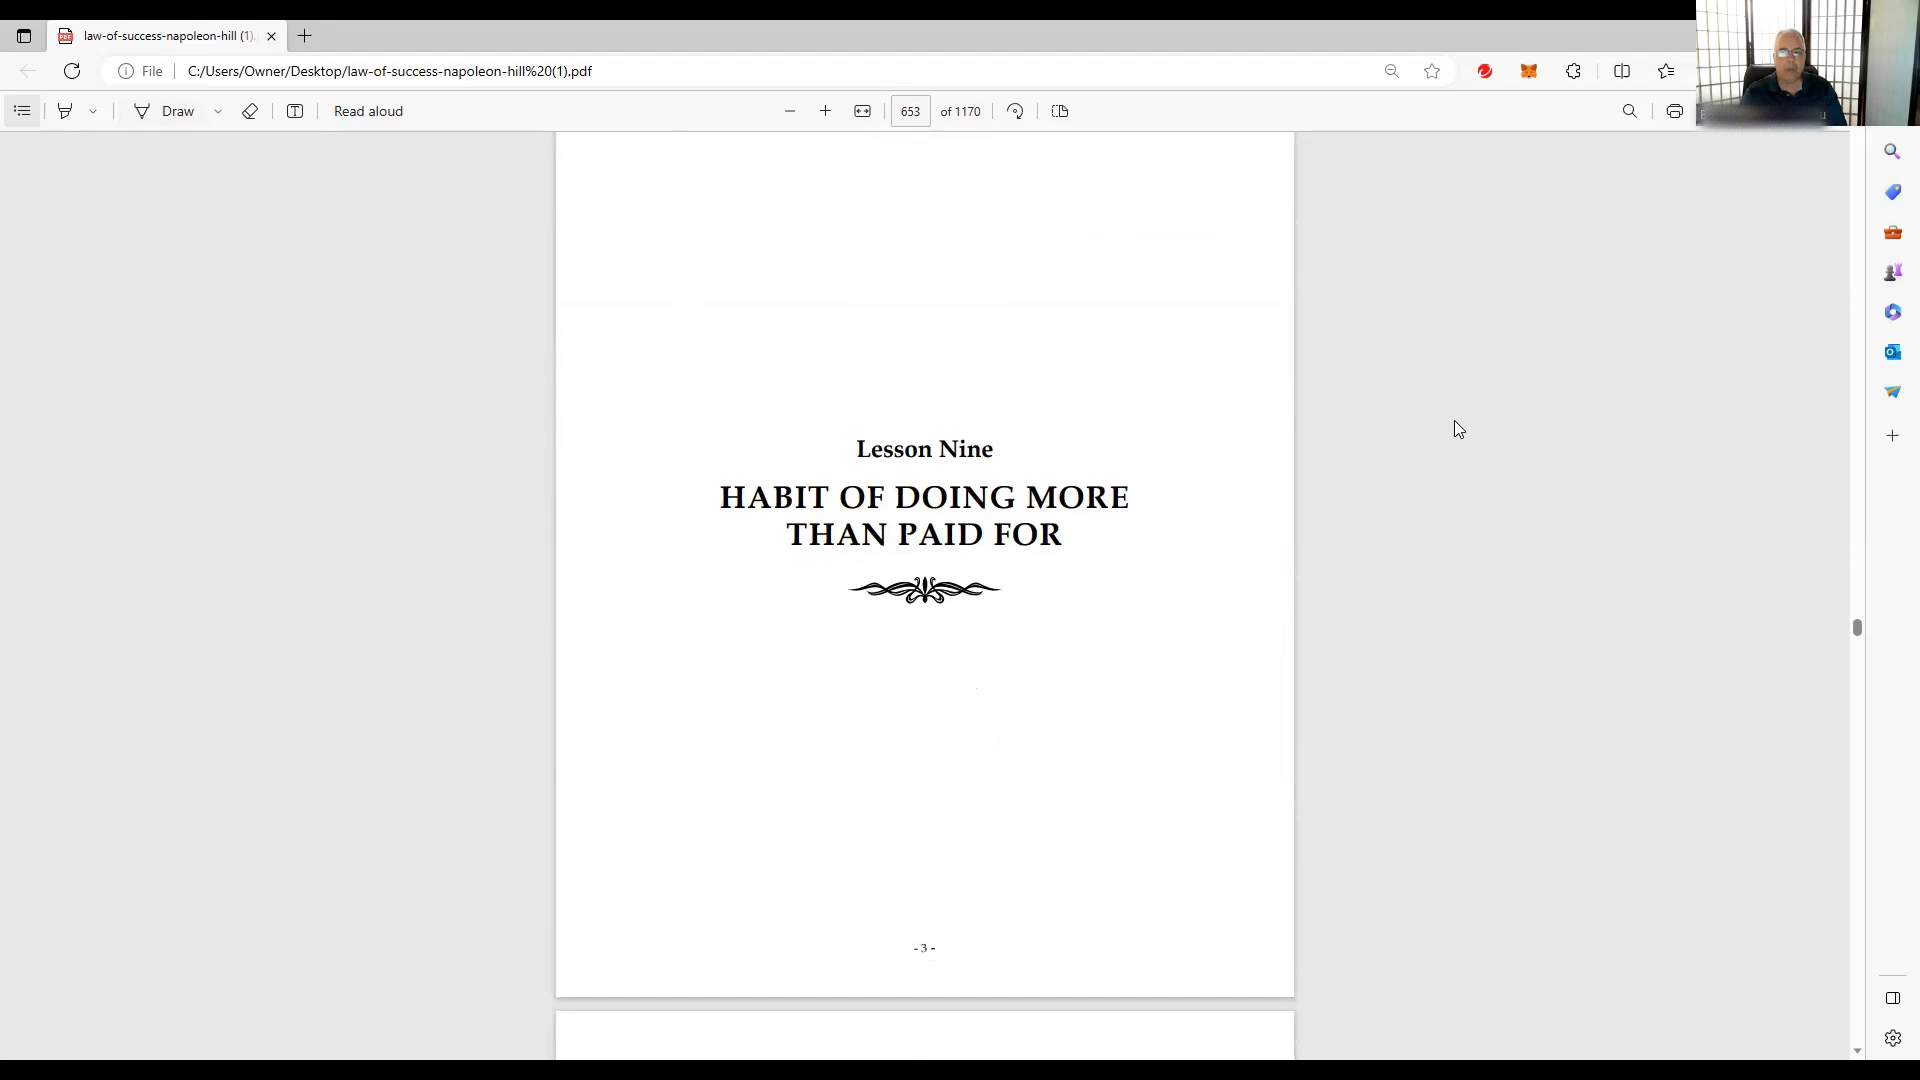 law-of-success-napoleon-hill (1).
File
C:/Users/Owner/Desktop/law-of-success-napoleon-hill%20(1).pdf
Draw
Read aloud
653 of 1170
Lesson Nine
HABIT OF DOING MORE
THAN PAID FOR
- 3 -